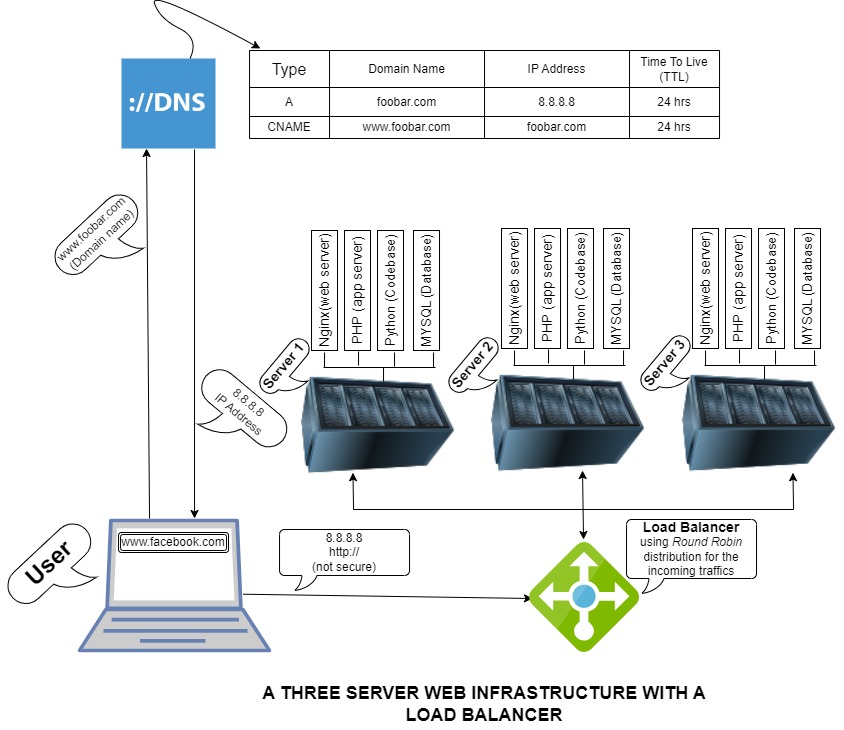 ://DNS
Type
Domain Name
IP Address
Time To Live
(TTL)
A
foobar.com
8.8.8.8
24 hrs
CNAME
www.foobar.com
foobar.com
24 hrs
www.foobar.com
(Domain name)
8.8.8.8
IP Address
Server 1
Nginx(web server)
PHP (app server)
Python (Codebase)
MYSQL (Database)
Server 2
Nginx(web server)
PHP (app server)
Python (Codebase)
MYSQL (Database)
Server 3
Nginx(web server)
PHP (app server)
Python (Codebase)
MYSQL (Database)
User
www.facebook.com
8.8.8.8
http://
(not secure)
Load Balancer
using Round Robin
distribution for the
incoming traffics
A THREE SERVER WEB INFRASTRUCTURE WITH A
LOAD BALANCER